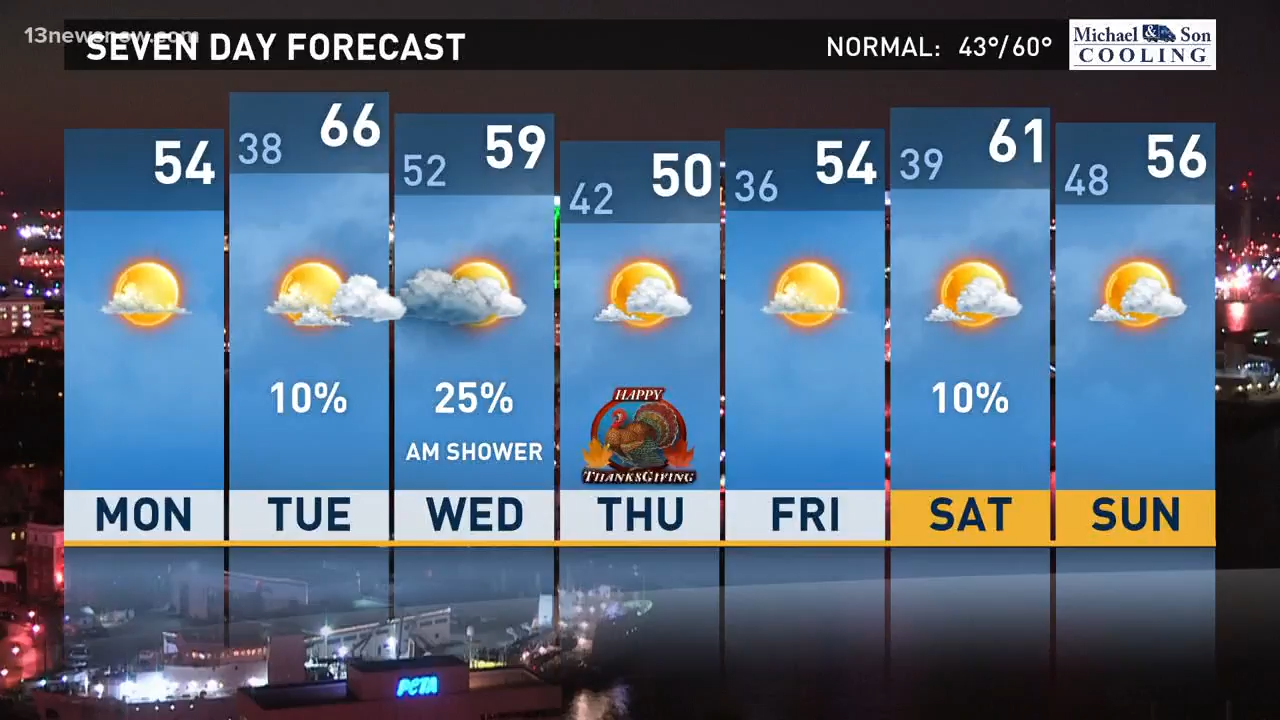 13newsnow.com
SEVEN DAY FORECAST
NORMAL: 43°/60°
Michael & Son
COOLING
54
38 66
52 59
42 50
36 54
39 61
48 56
10%
25%
10%
AM SHOWER
HAPPY
THANKSGIVING
MON TUE WED THU FRI SAT SUN
PETA